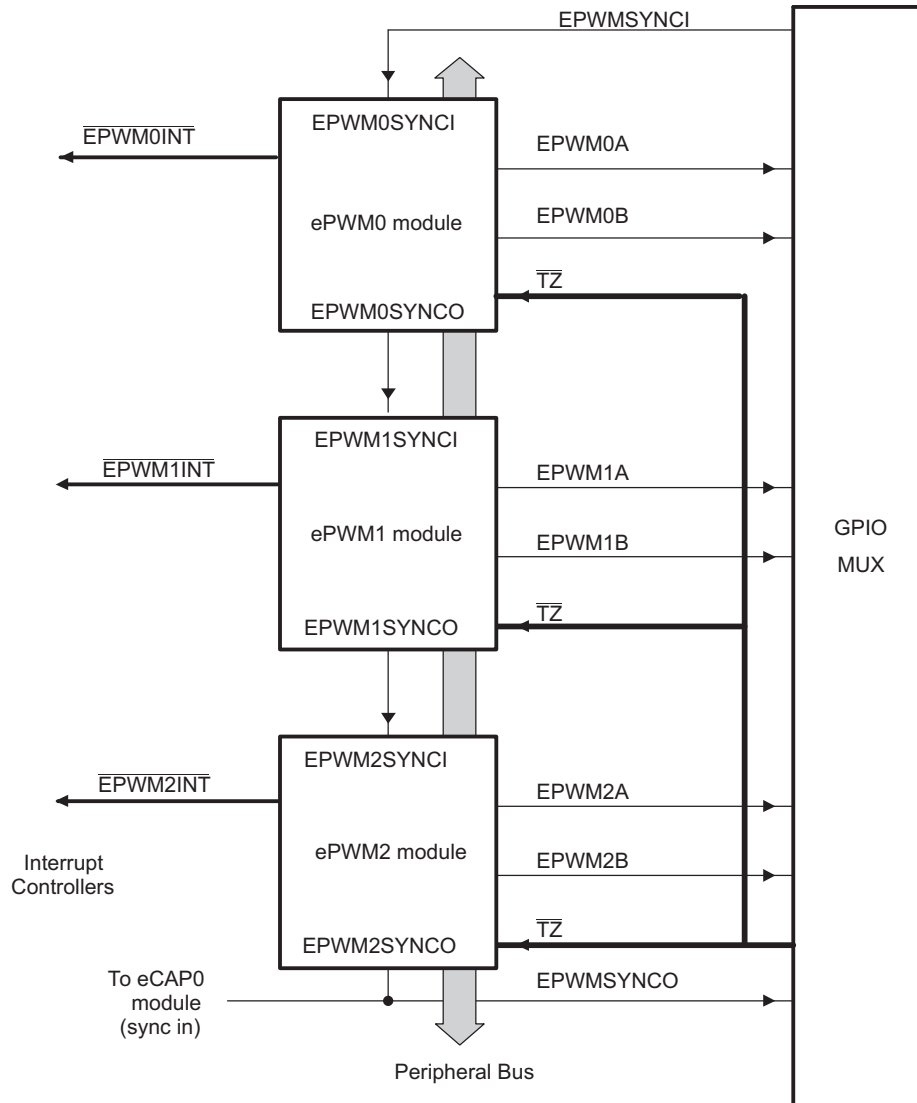 EPWMSYNCI
EPWM0SYNCI
EPWM0INT
EPWM0A
ePWM0 module
EPWM0B
TZ
EPWM0SYNCO
EPWM1SYNCI
EPWM1INT
EPWM1A
ePWM1 module
EPWM1B
GPIO
MUX
TZ
EPWM1SYNCO
EPWM2SYNCI
EPWM2INT
EPWM2A
ePWM2 module
EPWM2B
Interrupt
Controllers
TZ
EPWM2SYNCO
To eCAP0
module
(sync in)
EPWMSYNCO
Peripheral Bus